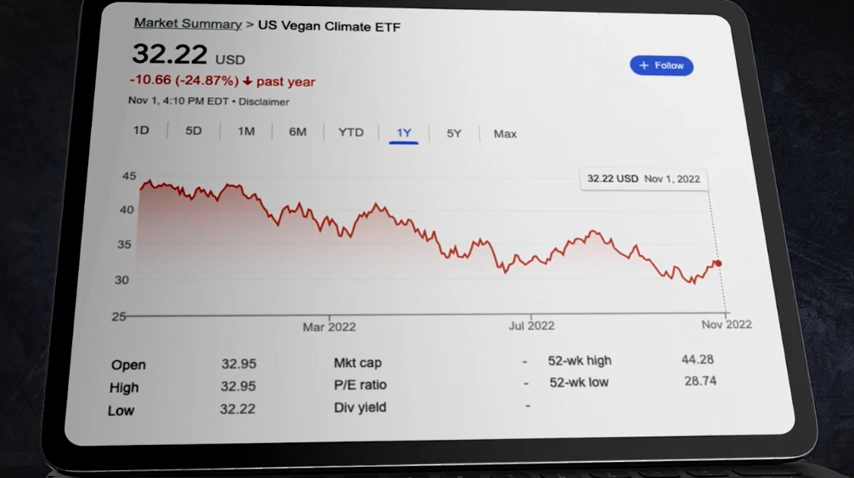 Market Summary > US Vegan Climate ETF
32.22 USD
-10.66 (-24.87%) ↓ past year
+ Follow
Nov 1, 4:10 PM EDT • Disclaimer
1D 5D 1M 6M YTD 1Y 5Y Max
45
32.22 USD Nov 1, 2022
40
35
30
25
Mar 2022 Jul 2022 Nov 2022
Open 32.95 Mkt cap - 52-wk high 44.28
High 32.95 P/E ratio - 52-wk low 28.74
Low 32.22 Div yield -